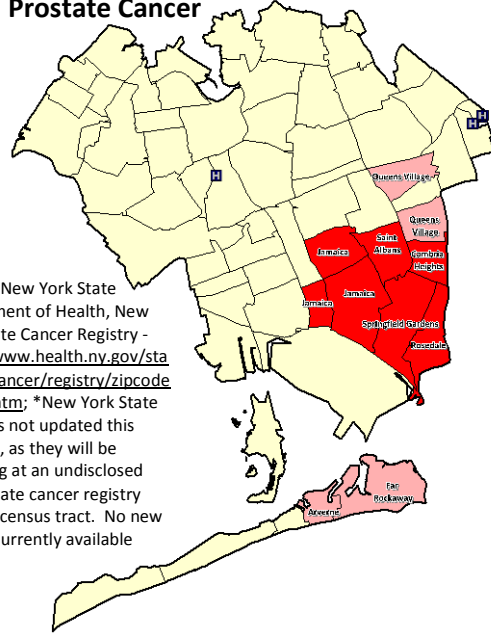 Prostate Cancer
H
H
H
Queens Village
Queens
Village
Saint
Albans
Jamaica
Cambria
Heights
Jamaica
Jamaica
Springfield Gardens
Rosedale
New York State
ment of Health, New
te Cancer Registry -
www.health.ny.gov/sta
ancer/registry/zipcode
htm; *New York State
s not updated this
, as they will be
g at an undisclosed
ate cancer registry
census tract. No new
urrently available
Far
Rockaway
Arverne